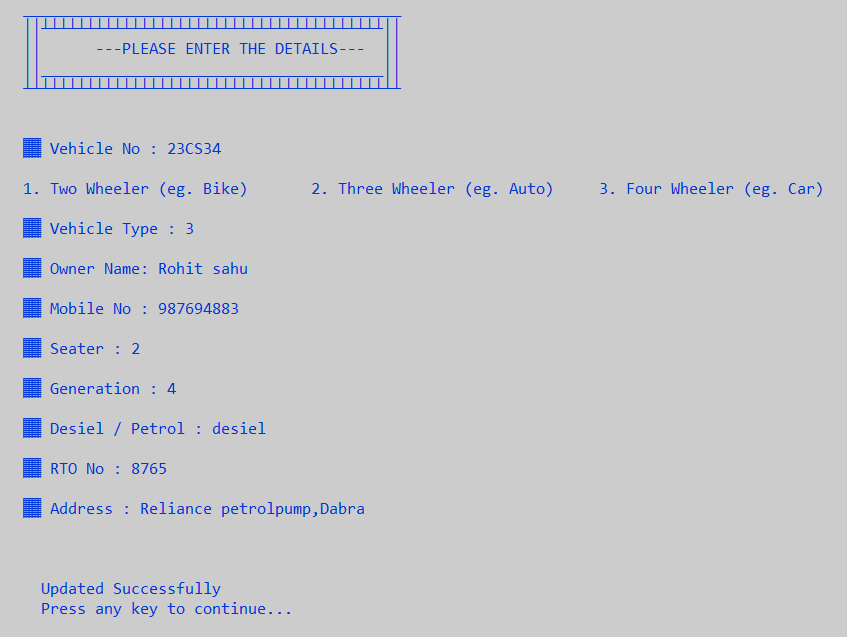 ---PLEASE ENTER THE DETAILS---
Vehicle No : 23CS34
1. Two Wheeler (eg. Bike) 2. Three Wheeler (eg. Auto) 3. Four Wheeler (eg. Car)
Vehicle Type : 3
Owner Name: Rohit sahu
Mobile No : 987694883
Seater : 2
Generation : 4
Desiel / Petrol : desiel
RTO No : 8765
Address : Reliance petrolpump,Dabra
Updated Successfully
Press any key to continue...